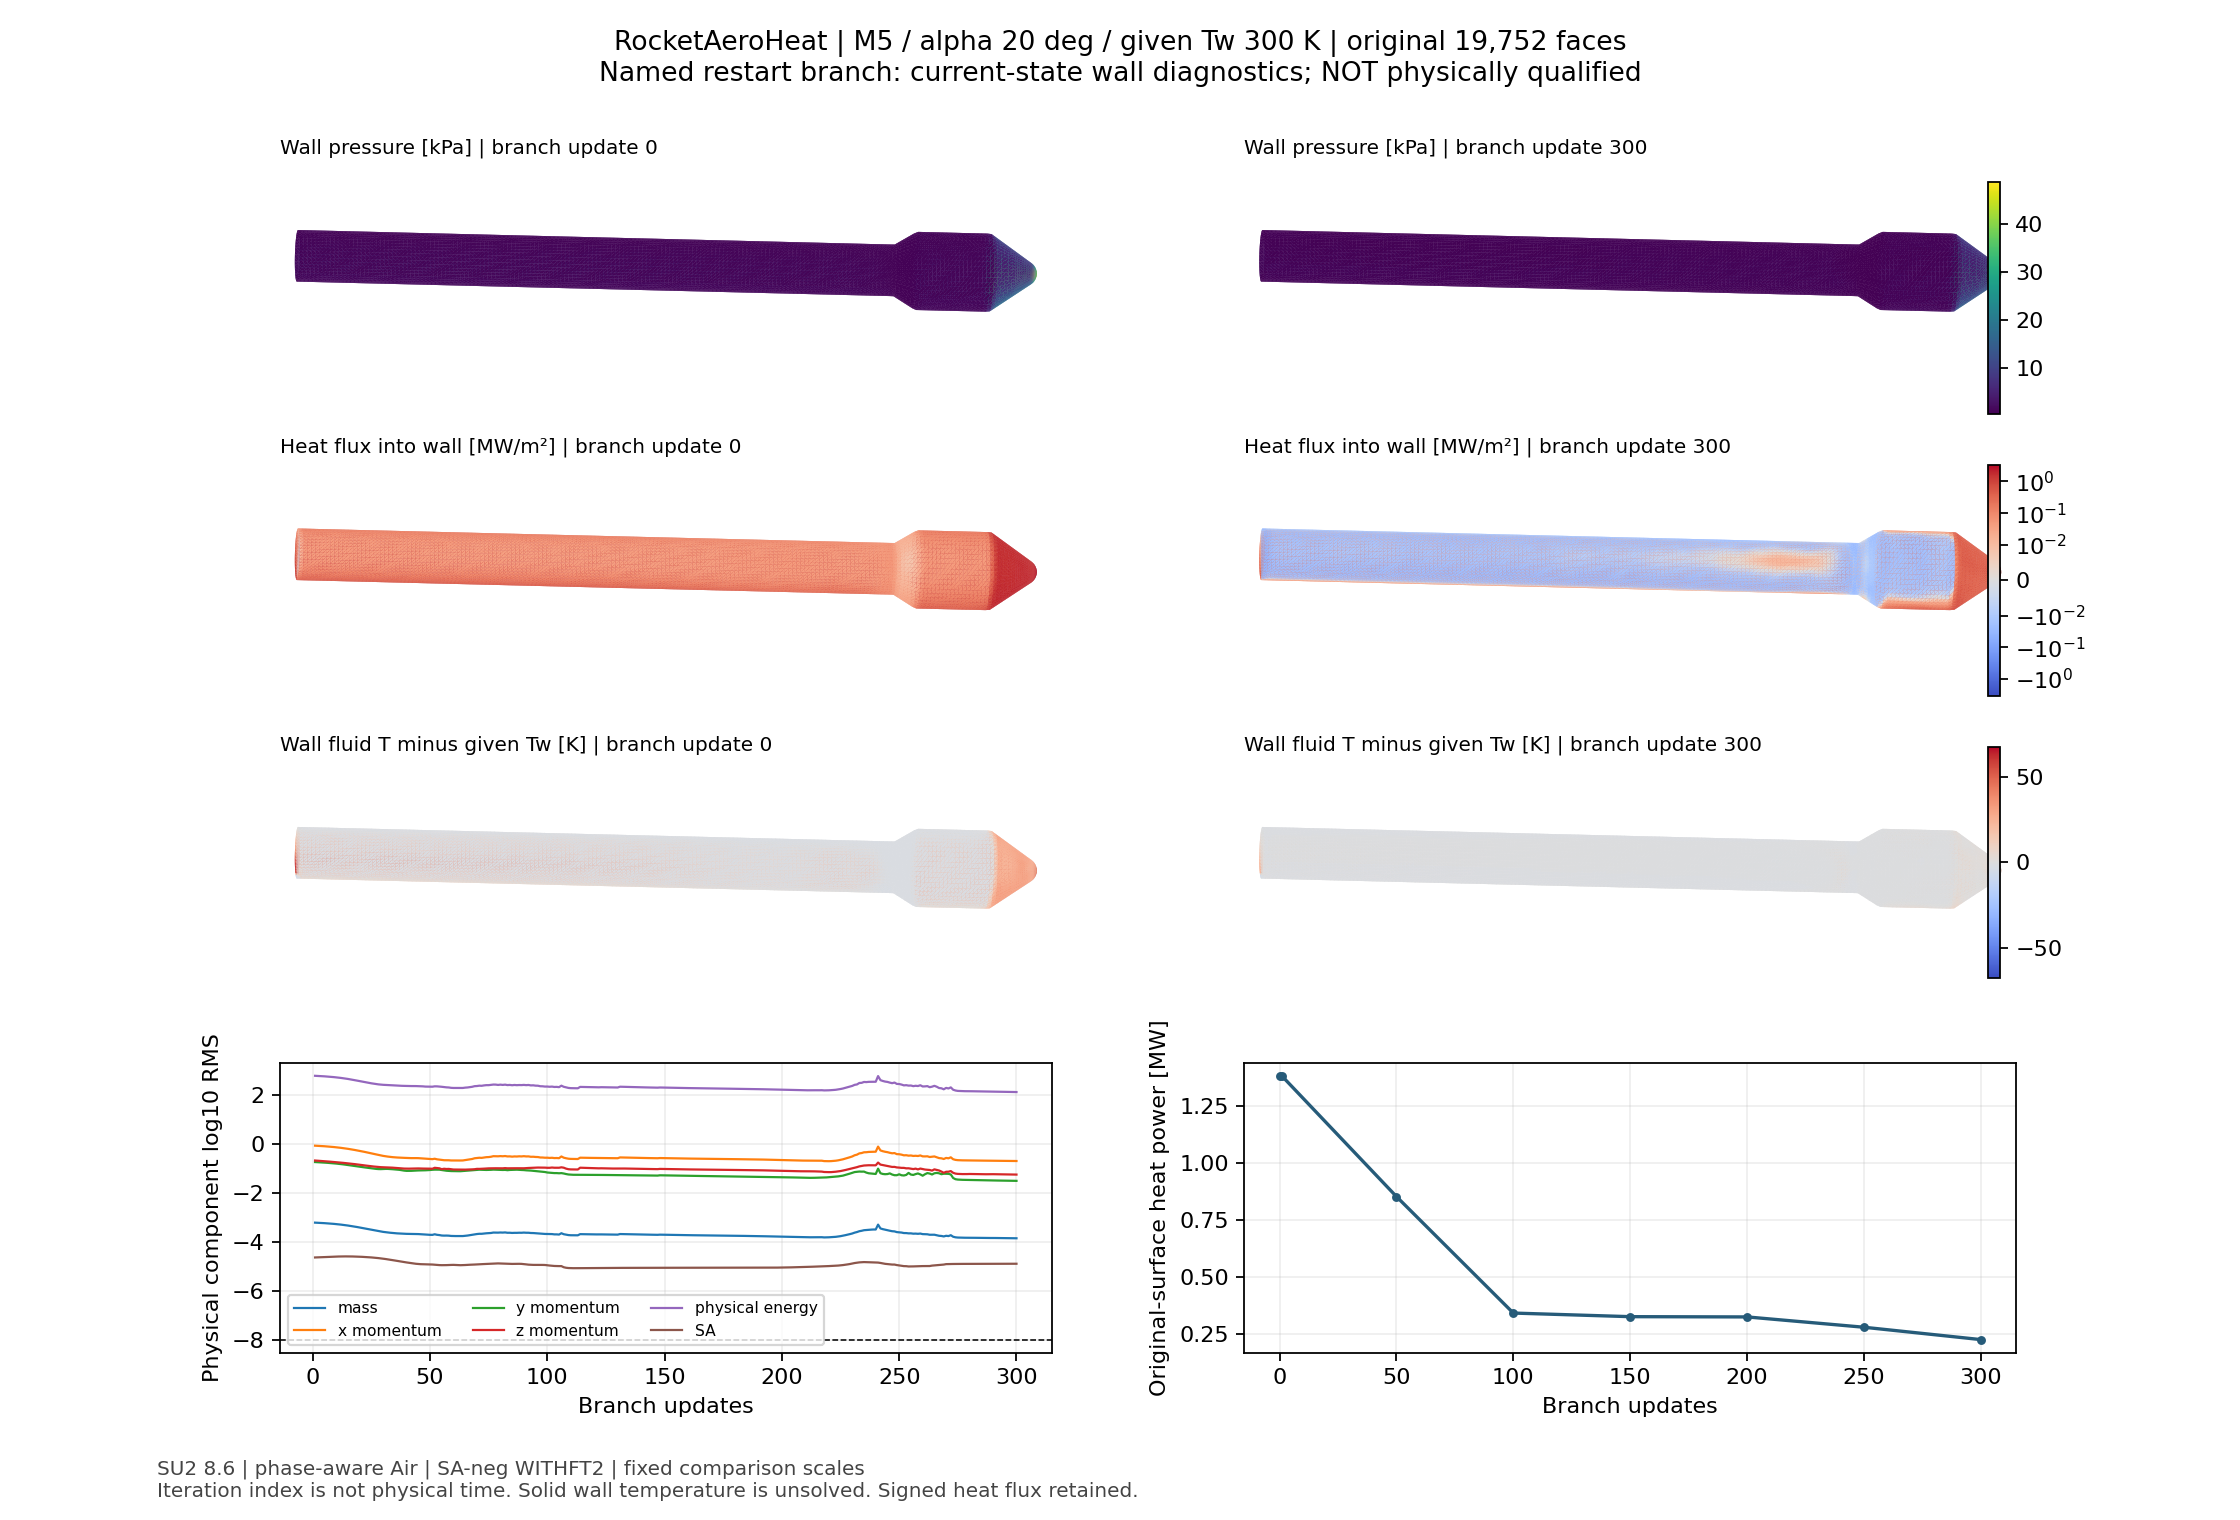 RocketAeroHeat | M5 / alpha 20 deg / given Tw 300 K | original 19,752 faces
Named restart branch: current-state wall diagnostics; NOT physically qualified
Wall pressure [kPa] | branch update 0
Wall pressure [kPa] | branch update 300
40
30
20
10
Heat flux into wall [MW/m²] | branch update 0
Heat flux into wall [MW/m²] | branch update 300
10⁰
10⁻¹
10⁻²
0
−10⁻²
−10⁻¹
−10⁰
Wall fluid T minus given Tw [K] | branch update 0
Wall fluid T minus given Tw [K] | branch update 300
50
0
−50
Physical component log10 RMS
2
0
−2
−4
−6
−8
mass
x momentum
y momentum
z momentum
physical energy
SA
0 50 100 150 200 250 300
Branch updates
Original-surface heat power [MW]
1.25
1.00
0.75
0.50
0.25
0 50 100 150 200 250 300
Branch updates
SU2 8.6 | phase-aware Air | SA-neg WITHFT2 | fixed comparison scales
Iteration index is not physical time. Solid wall temperature is unsolved. Signed heat flux retained.